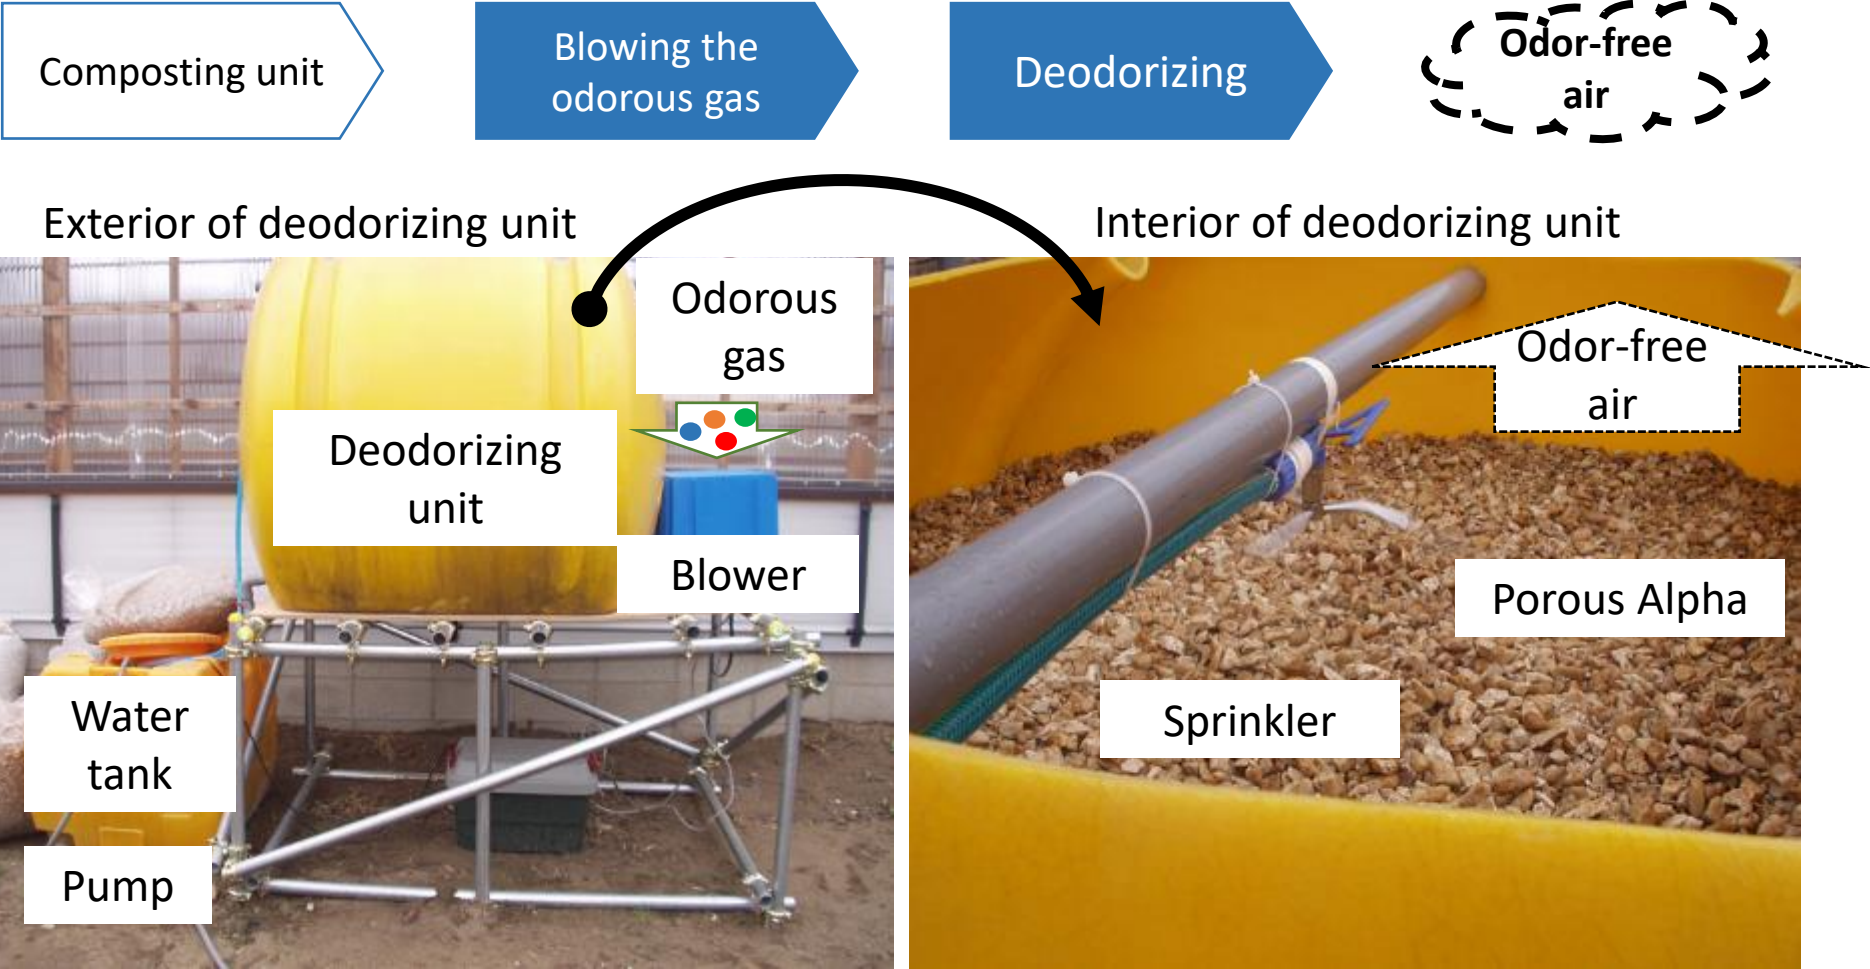 Composting unit
Blowing the
odorous gas
Deodorizing
Odor-free
air
Exterior of deodorizing unit
Interior of deodorizing unit
Odorous
gas
Deodorizing
unit
Blower
Water
tank
Pump
Odor-free
air
Porous Alpha
Sprinkler